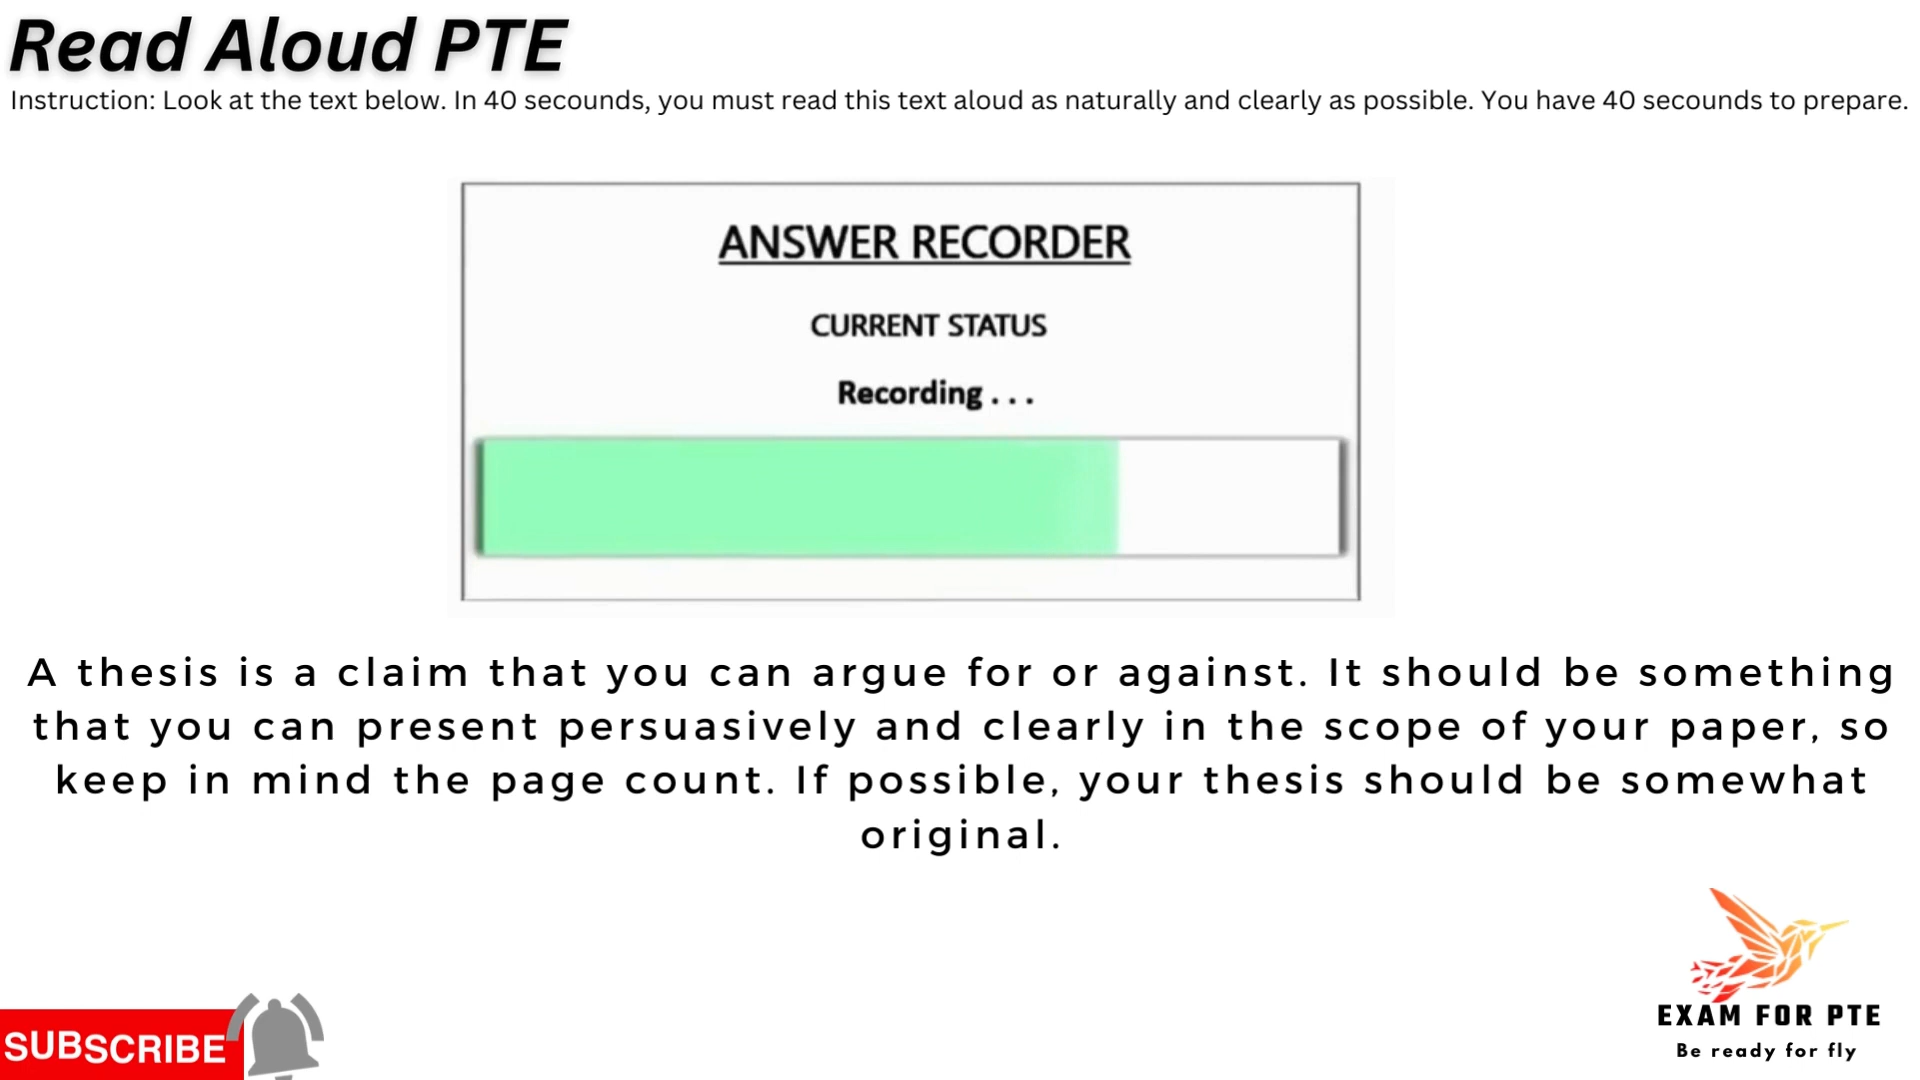 Read Aloud PTE
Instruction: Look at the text below. In 40 secounds, you must read this text aloud as naturally and clearly as possible. You have 40 secounds to prepare.
ANSWER RECORDER
CURRENT STATUS
Recording . . .
A thesis is a claim that you can argue for or against. It should be something
that you can present persuasively and clearly in the scope of your paper, so
keep in mind the page count. If possible, your thesis should be somewhat
original.
SUBSCRIBE
EXAM FOR PTE
Be ready for fly